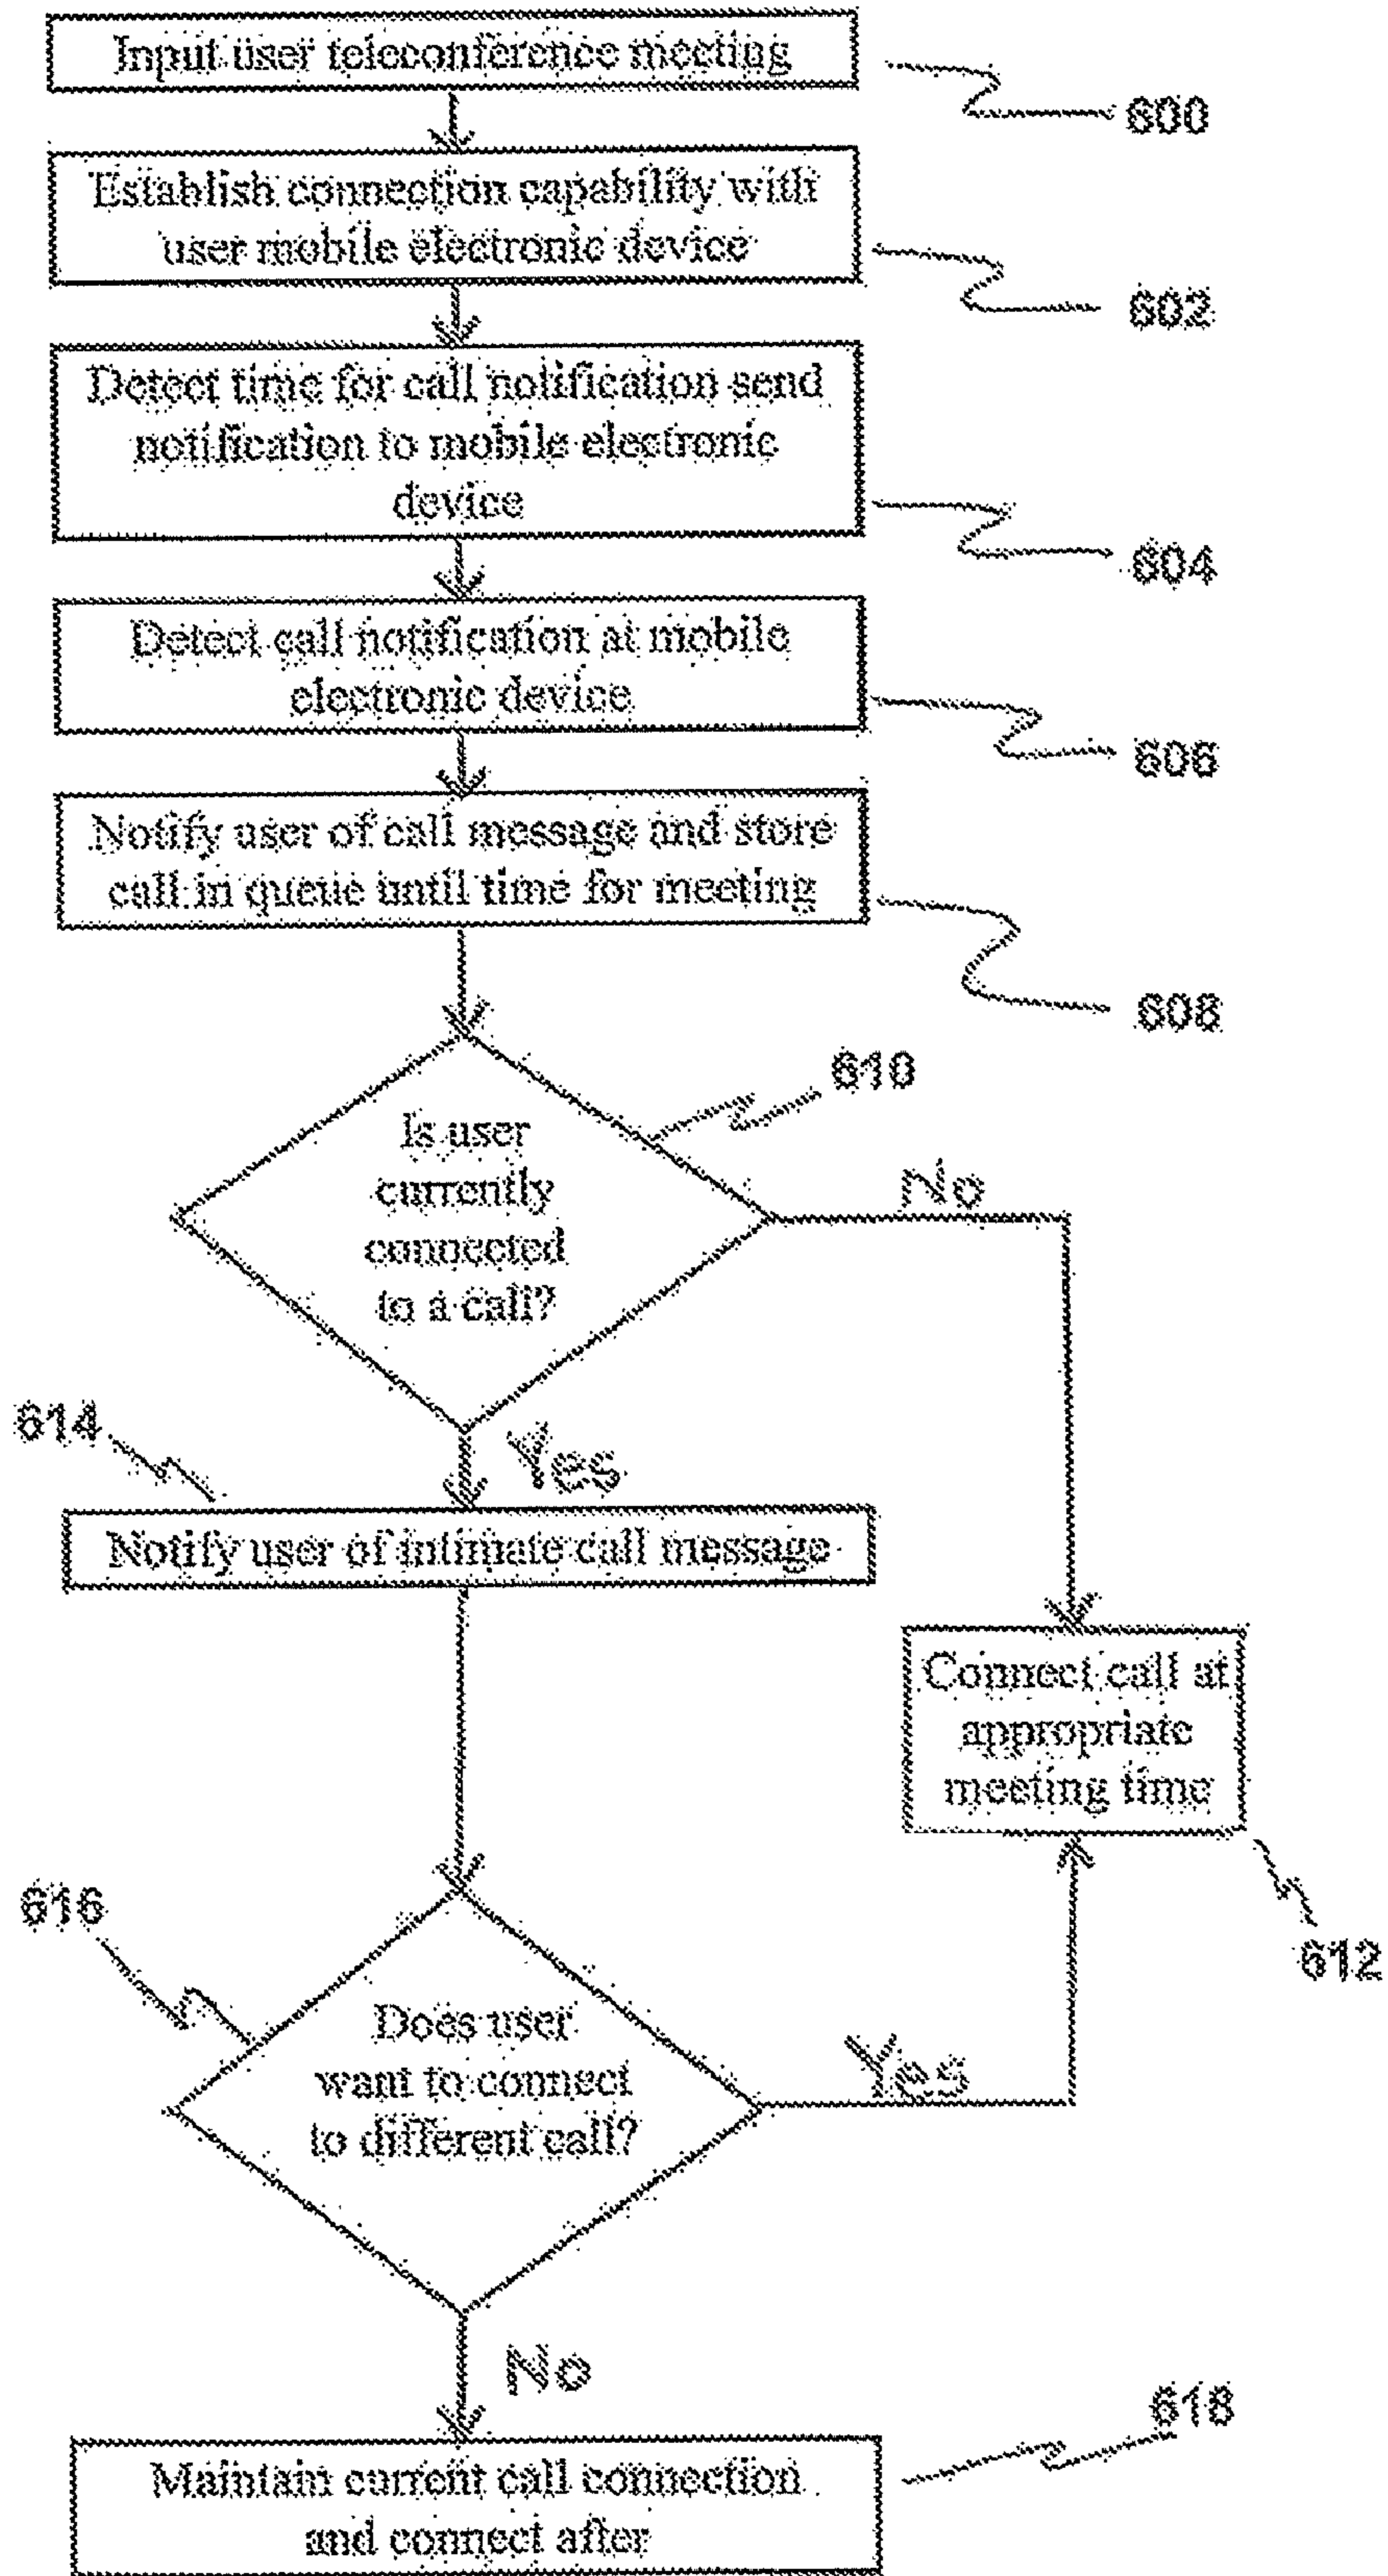 Input user teleconference meeting
600
Establish connection capability with
user mobile electronic device
602
Detect time for call notification send
notification to mobile electronic
device
604
Detect call notification at mobile
electronic device
606
Notify user of call message and store
call in queue until time for meeting
608
610
Is user
currently
connected
to a call?
No
614
Yes
Notify user of intimate call message
Connect call at
appropriate
meeting time
612
616
Does user
want to connect
to different call?
Yes
No
618
Maintain current call connection
and connect after